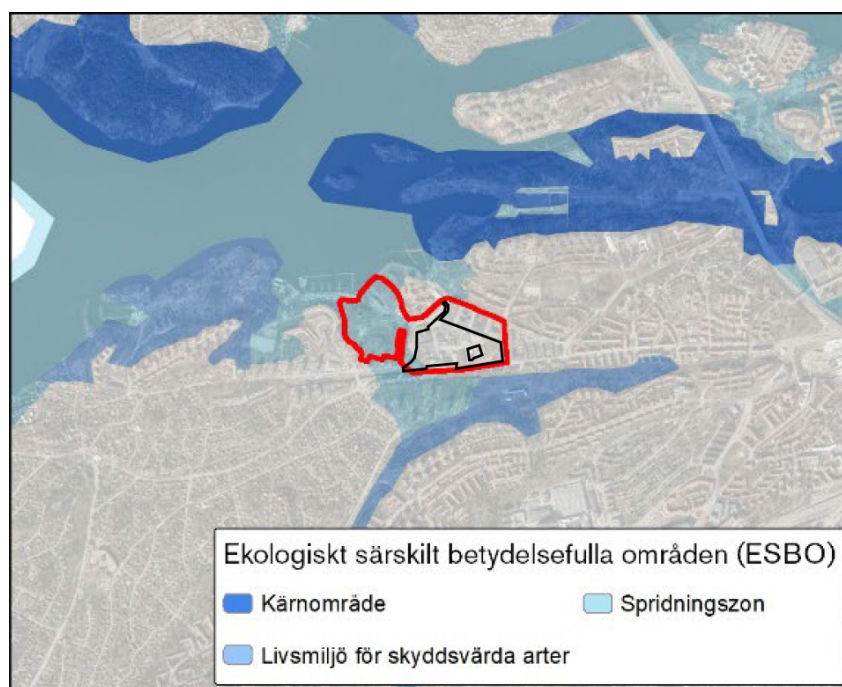 Ekologiskt särskilt betydelsefulla områden (ESBO)
Kärnområde
Spridningszon
Livsmiljö för skyddsvärda arter